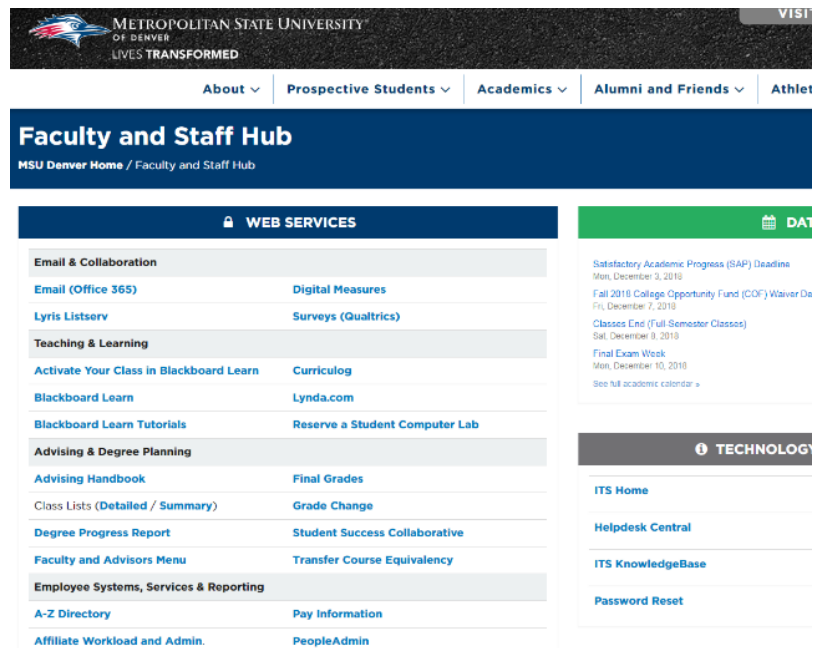 METROPOLITAN STATE UNIVERSITY®
OF DENVER
LIVES TRANSFORMED
About
Prospective Students
Academics
Alumni and Friends
Faculty and Staff Hub
MSU Denver Home / Faculty and Staff Hub
WEB SERVICES
Email & Collaboration
Email (Office 365) Digital Measures
Lyris Listserv Surveys (Qualtrics)
Teaching & Learning
Activate Your Class in Blackboard Learn Curriculog
Blackboard Learn Lynda.com
Blackboard Learn Tutorials Reserve a Student Computer Lab
Advising & Degree Planning
Advising Handbook Final Grades
Class Lists (Detailed / Summary) Grade Change
Degree Progress Report Student Success Collaborative
Faculty and Advisors Menu Transfer Course Equivalency
Employee Systems, Services & Reporting
A-Z Directory Pay Information
Affiliate Workload and Admin. PeopleAdmin
Satisfactory Academic Progress (SAP) Deadline
Mon, December 3, 2018
Fall 2018 College Opportunity Fund (COF) Waiver
Fri, December 7, 2018
Classes End (Full-Semester Classes)
Sat, December 8, 2018
Final Exam Week
Mon, December 10, 2018
See full academic calendar »
TECHNOLOGY
ITS Home
Helpdesk Central
ITS KnowledgeBase
Password Reset